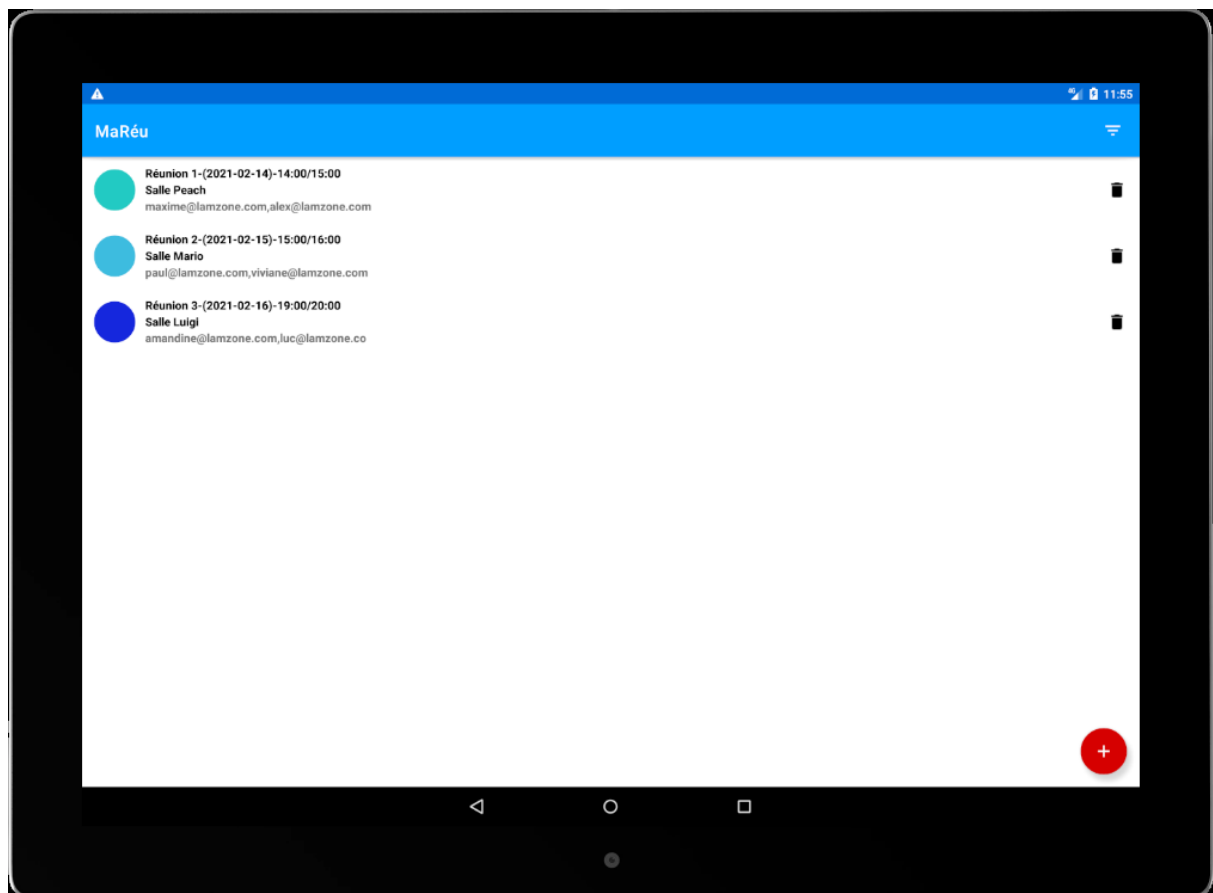 11:55
MaRéu
Réunion 1-(2021-02-14)-14:00/15:00
Salle Peach
maxime@lamzone.com,alex@lamzone.com
Réunion 2-(2021-02-15)-15:00/16:00
Salle Mario
paul@lamzone.com,viviane@lamzone.com
Réunion 3-(2021-02-16)-19:00/20:00
Salle Luigi
amandine@lamzone.com,luc@lamzone.co